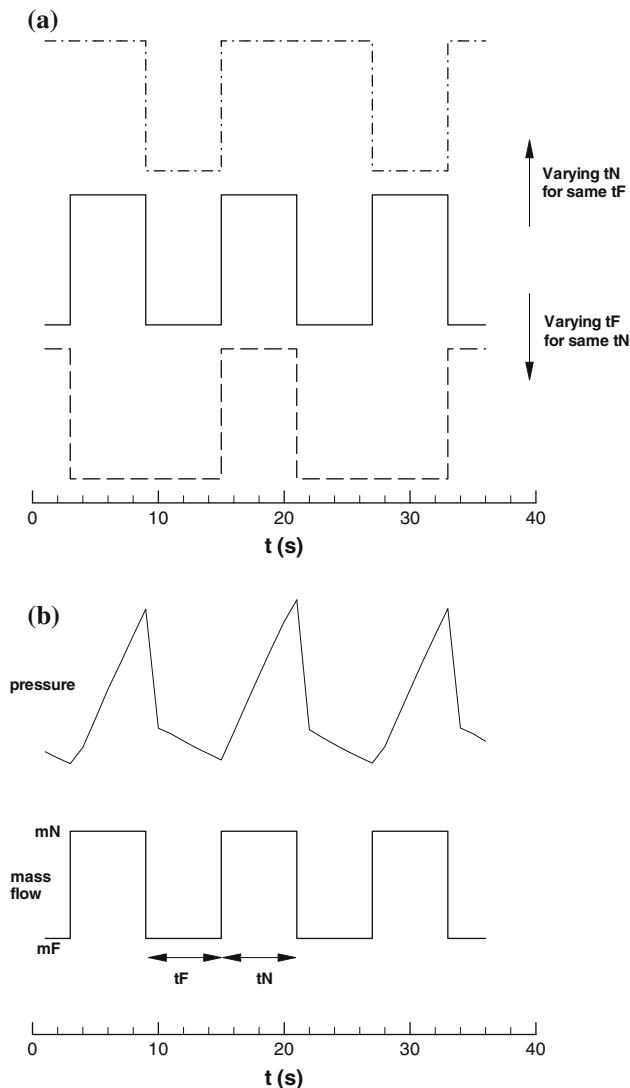 (a)
Varying tN
for same tF
Varying tF
for same tN
0 10 20 30 40
t (s)
(b)
pressure
mN
mass
flow
mF
tF tN
0 10 20 30 40
t (s)